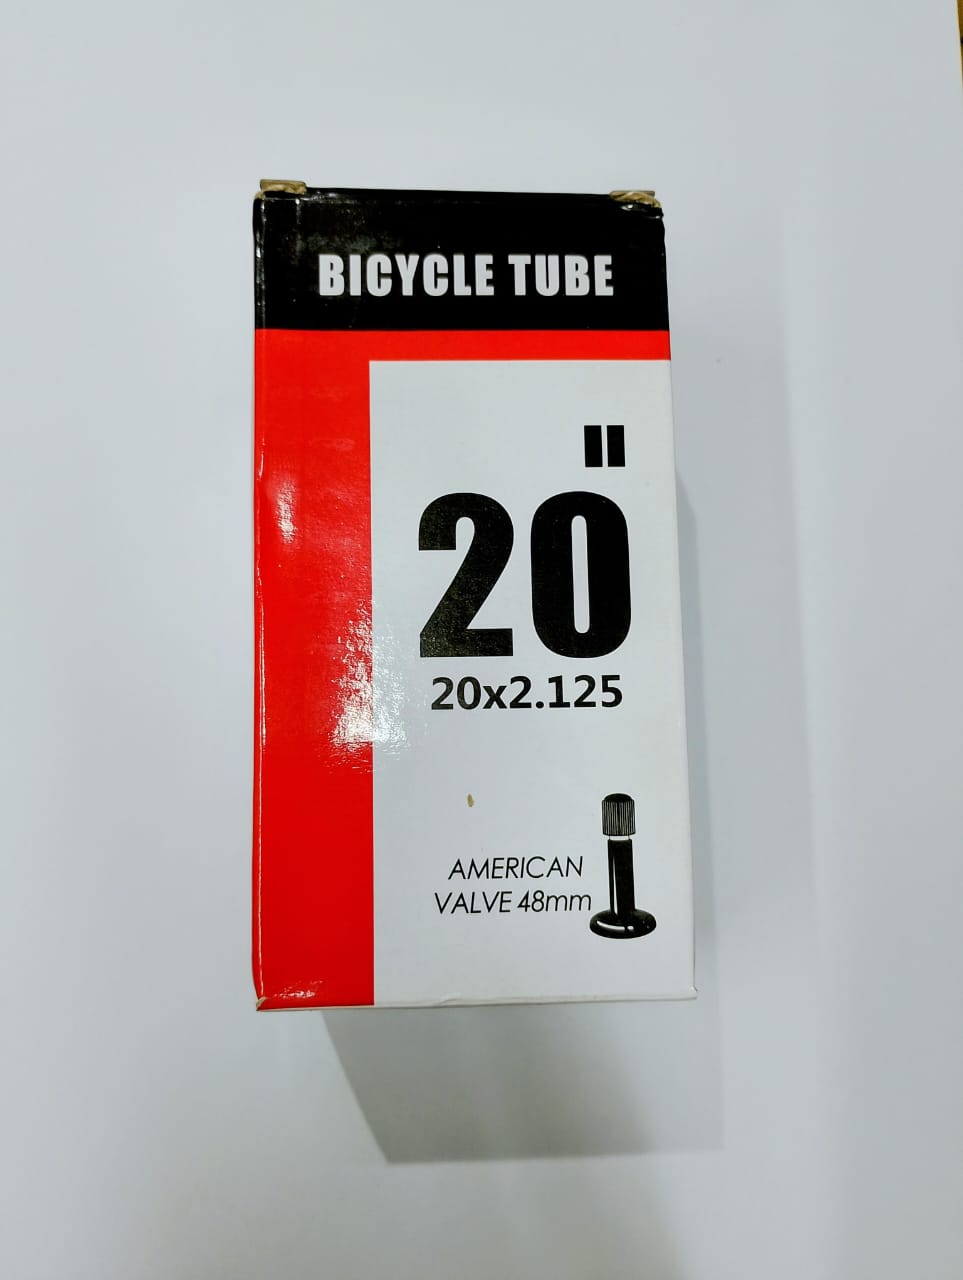 BICYCLE TUBE
20"
20x2.125
AMERICAN
VALVE 48mm